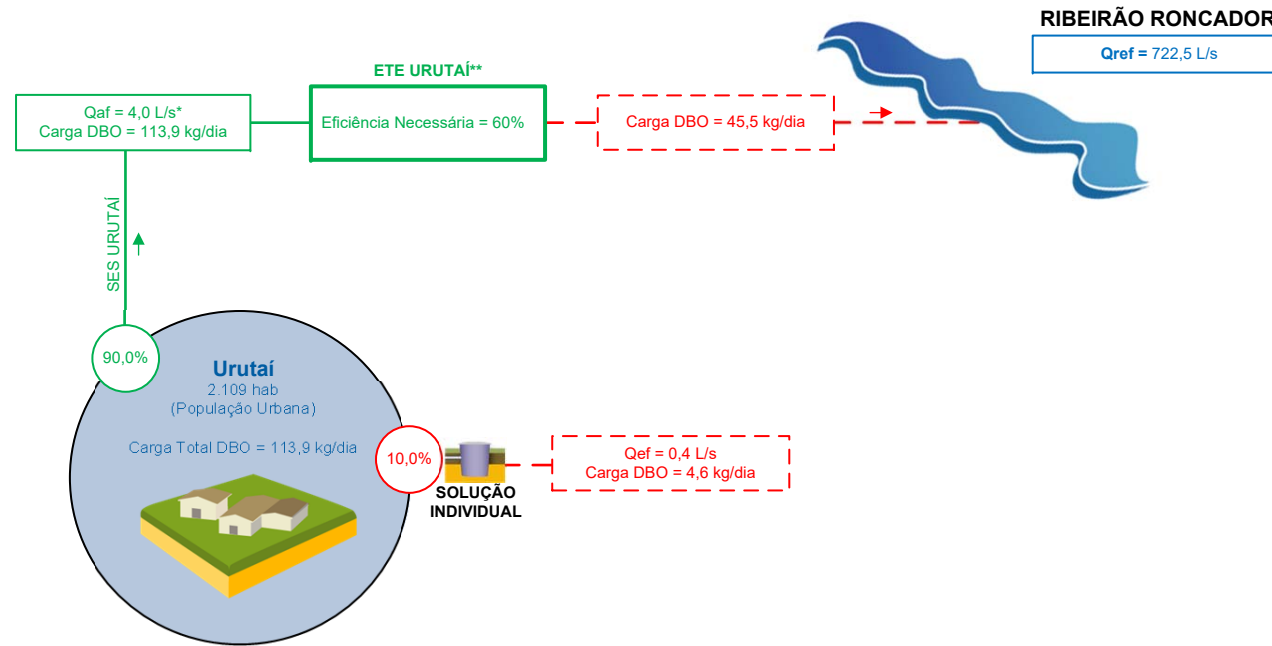 RIBEIRÃO RONCADOR
Qref = 722,5 L/s
ETE URUTAÍ**
Qaf = 4,0 L/s*
Carga DBO = 113,9 kg/dia
Eficiência Necessária = 60%
Carga DBO = 45,5 kg/dia
SES URUTAÍ
90,0%
Urutaí
2.109 hab
(População Urbana)
Carga Total DBO = 113,9 kg/dia
10,0%
SOLUÇÃO
INDIVIDUAL
Qef = 0,4 L/s
Carga DBO = 4,6 kg/dia